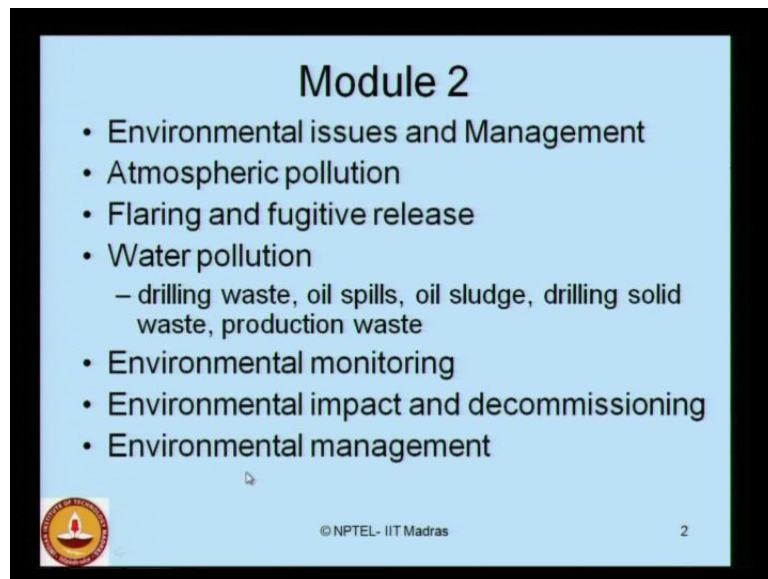 Module 2
• Environmental issues and Management
• Atmospheric pollution
• Flaring and fugitive release
• Water pollution
– drilling waste, oil spills, oil sludge, drilling solid
waste, production waste
• Environmental monitoring
• Environmental impact and decommissioning
• Environmental management
© NPTEL- IIT Madras
2